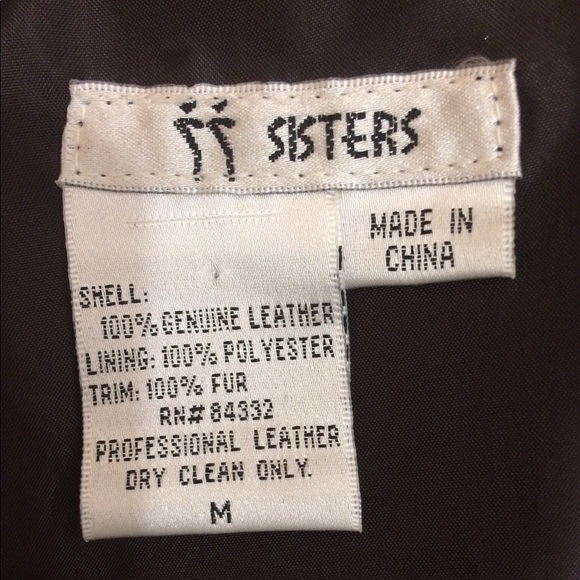 SISTERS
MADE IN
CHINA
SHELL:
100% GENUINE LEATHER
LINING: 100% POLYESTER
TRIM: 100% FUR
RN# 84332
PROFESSIONAL LEATHER
DRY CLEAN ONLY.
M